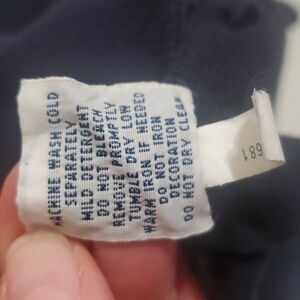 MACHINE WASH COLD
SEPARATELY
MILD DETERGENT
DO NOT BLEACH
REMOVE PROMPTLY
TUMBLE DRY LOW
WARM IRON IF NEEDED
DO NOT IRON
DECORATION
DO NOT DRY CLEAN
681